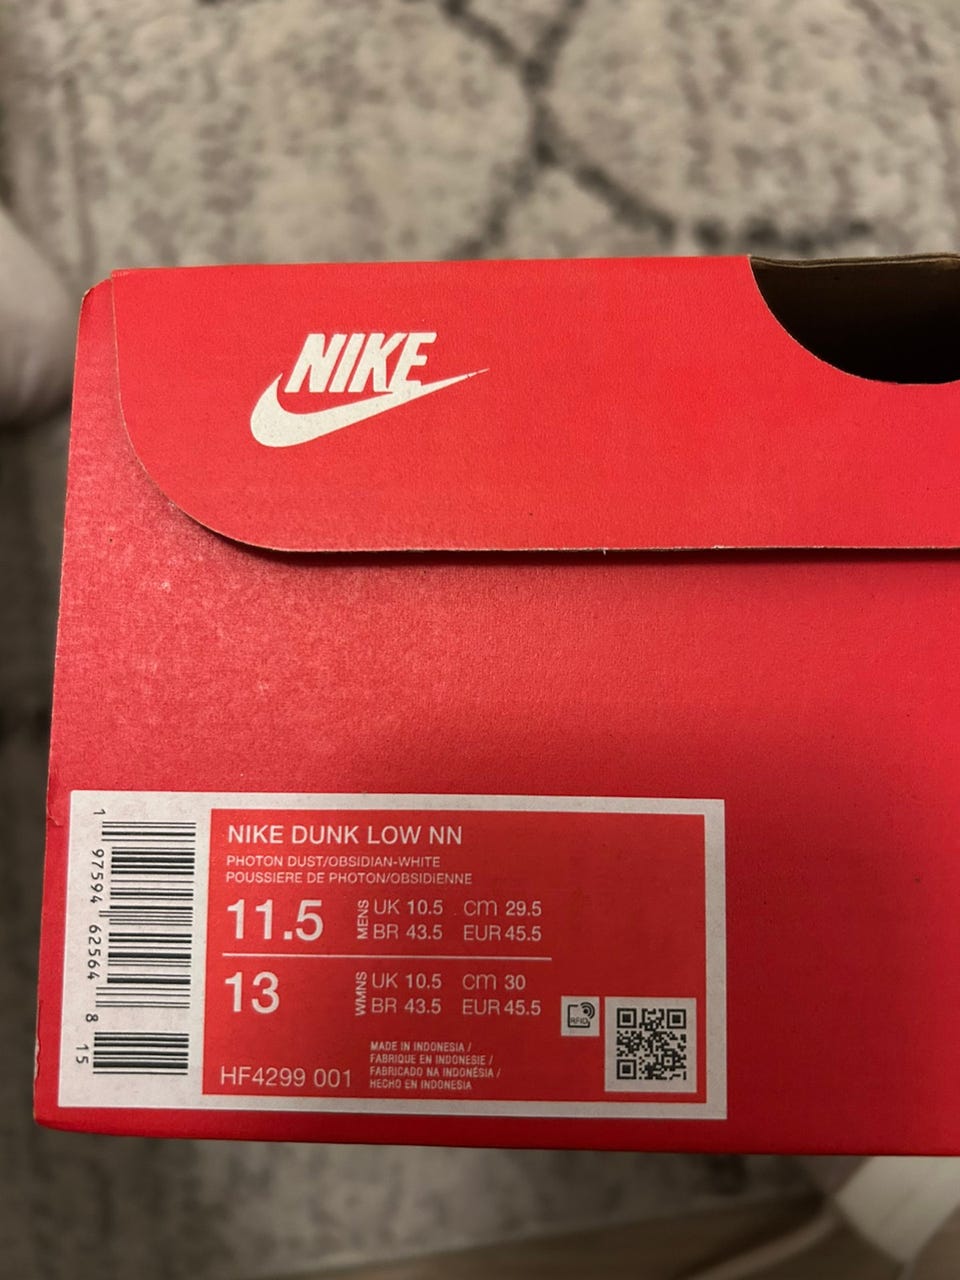 NIKE
1 97594 62564 8 15
NIKE DUNK LOW NN
PHOTON DUST/OBSIDIAN-WHITE
POUSSIERE DE PHOTON/OBSIDIENNE
11.5 MENS UK 10.5 cm 29.5
BR 43.5 EUR 45.5
13 WMNS UK 10.5 cm 30
BR 43.5 EUR 45.5
RFID
HF4299 001
MADE IN INDONESIA /
FABRIQUE EN INDONESIE /
FABRICADO NA INDONÉSIA /
HECHO EN INDONESIA